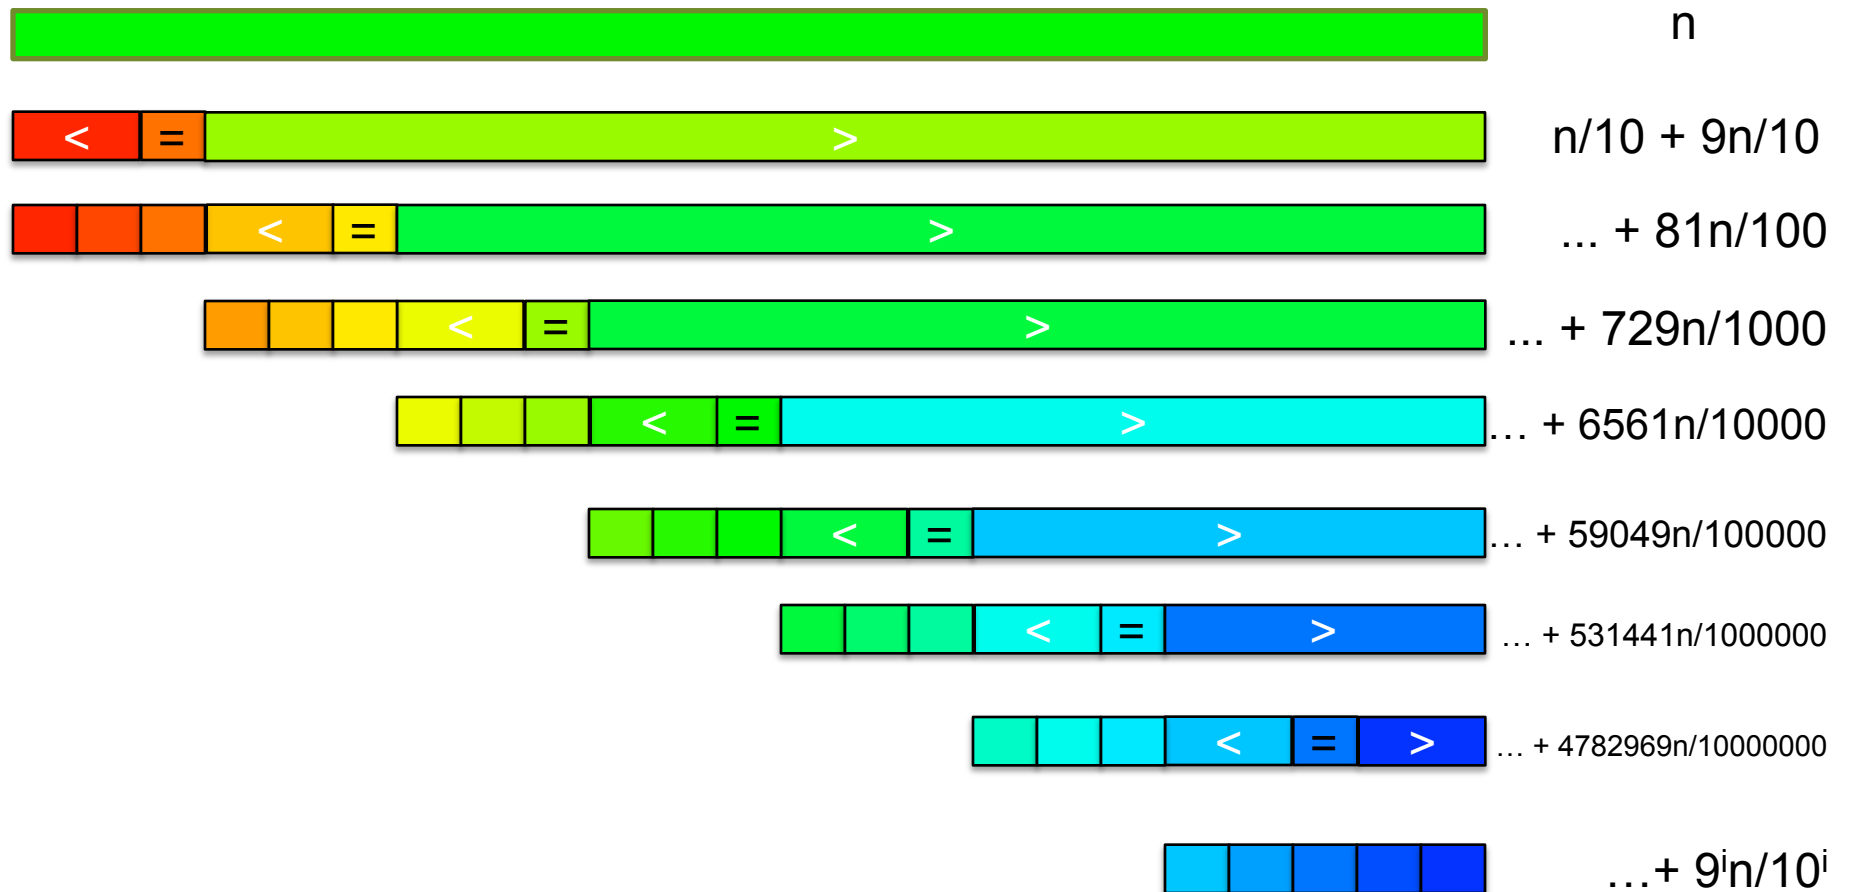 n
< = > n/10 + 9n/10
< = > ... + 81n/100
< = > ... + 729n/1000
< = > … + 6561n/10000
< = > … + 59049n/100000
< = > … + 531441n/1000000
< = > … + 4782969n/10000000
…+ 9ⁱn/10ⁱ